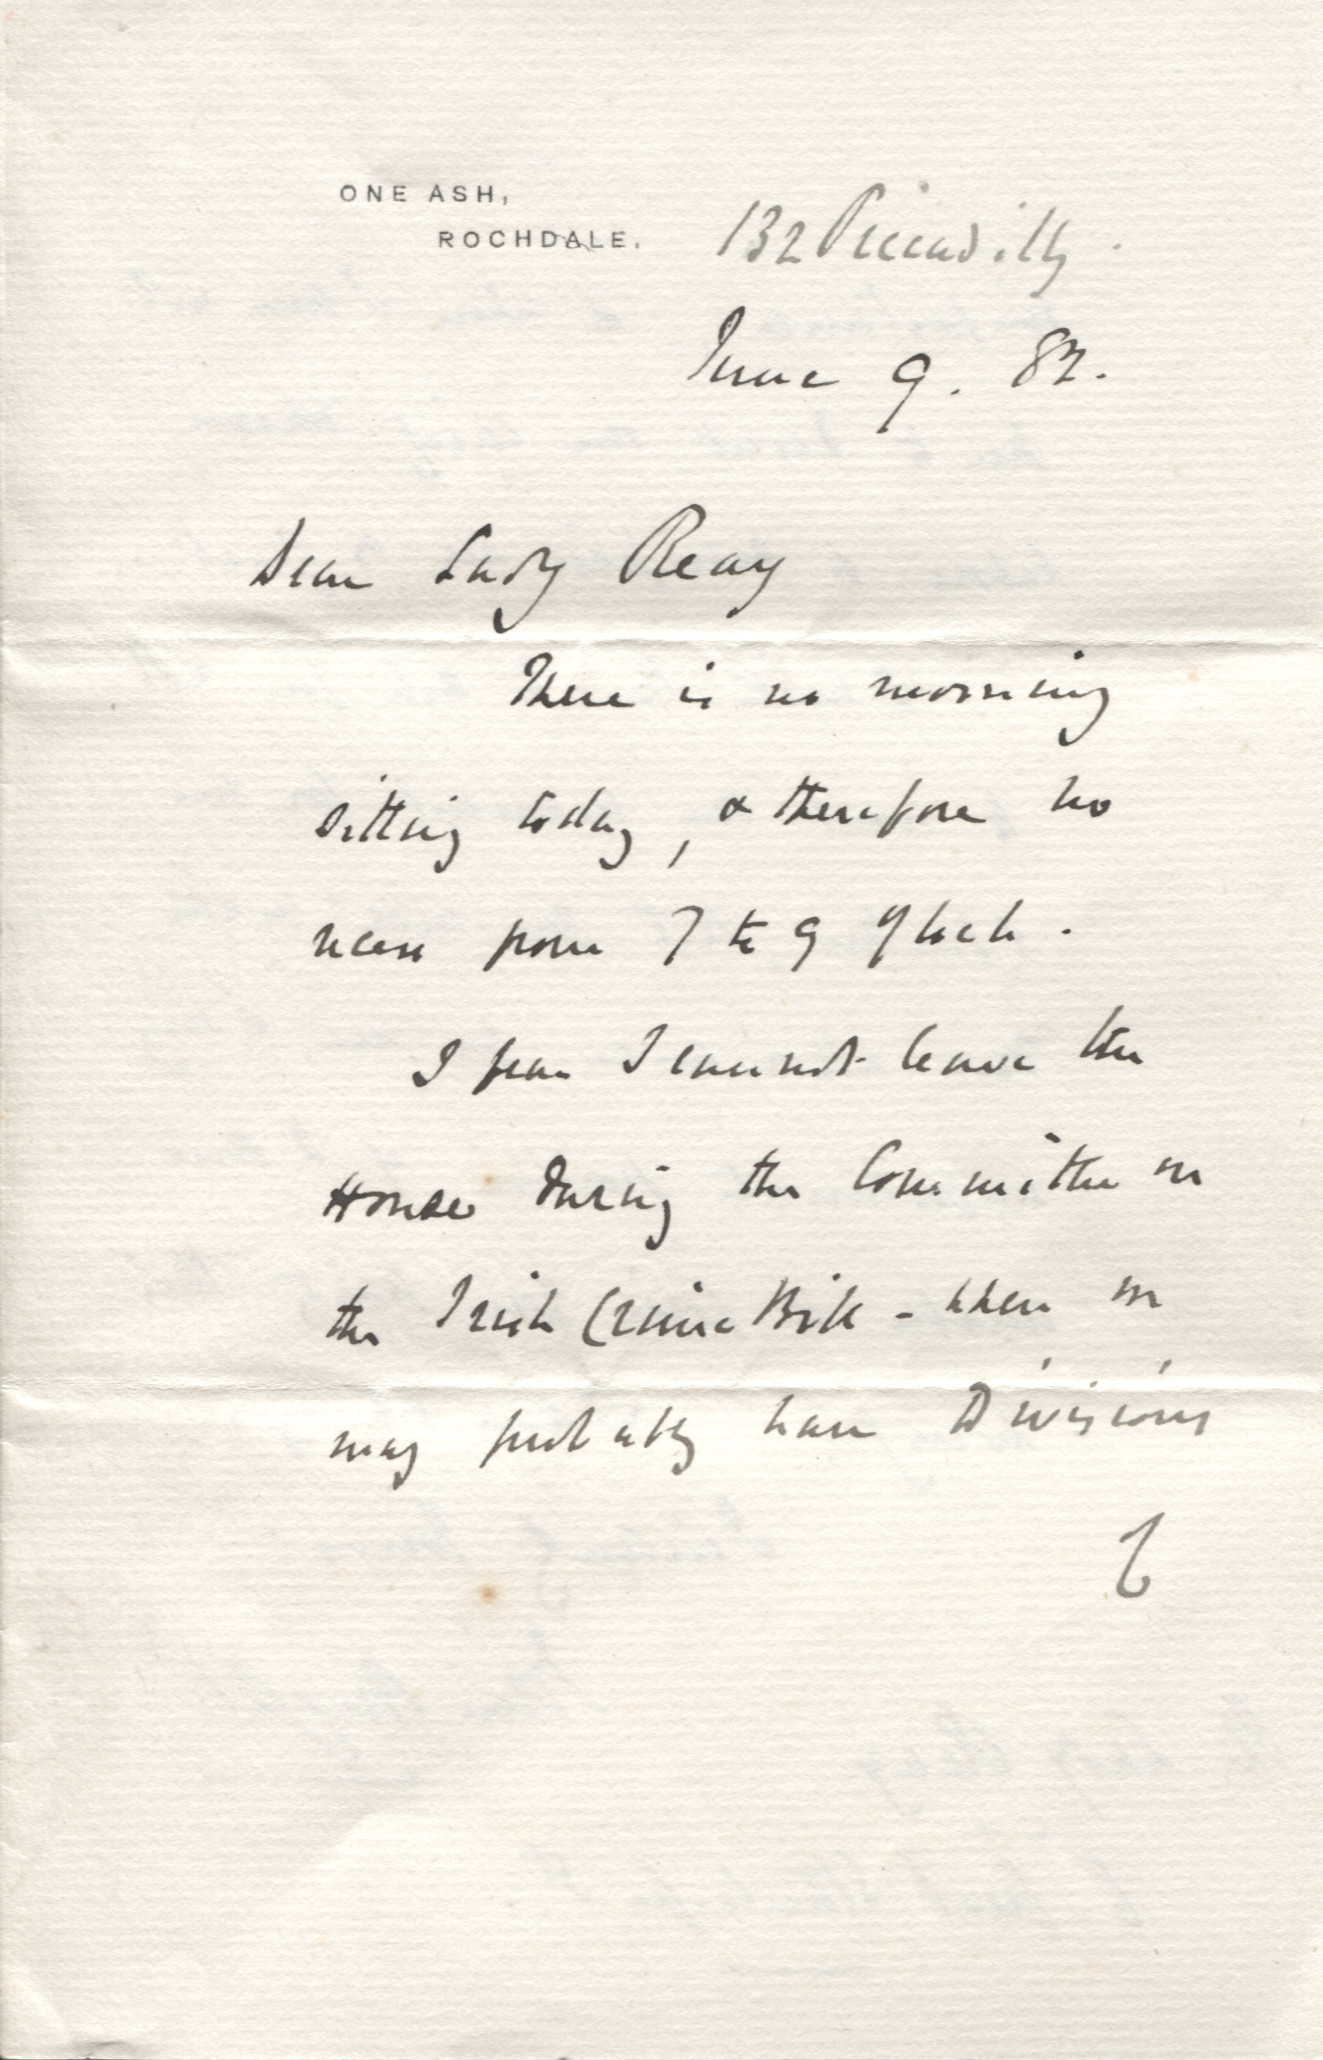 ONE ASH,
ROCHDALE.
132 Piccadilly.
June 9. 82.
Dear Lady Reay
There is no morning
sitting today, & therefore no
recess from 7 to 9 o'clock.
I fear I cannot leave the
House during the Committee on
the Irish Crime Bill - when we
may probably have Divisions